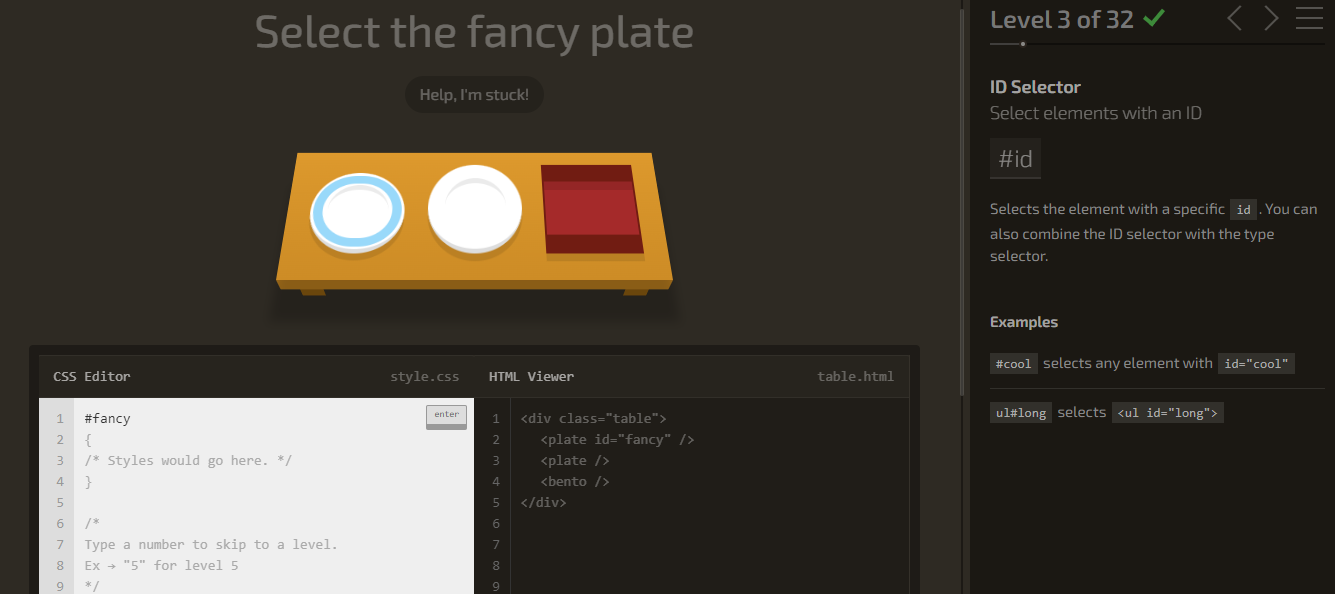 Select the fancy plate
Help, I'm stuck!
CSS Editor
style.css
1 #fancy
enter
2 {
3 /* Styles would go here. */
4 }
5
6 /*
7 Type a number to skip to a level.
8 Ex → "5" for level 5
9 */
HTML Viewer
table.html
1 <div class="table">
2 <plate id="fancy" />
3 <plate />
4 <bento />
5 </div>
6
7
8
9
Level 3 of 32
ID Selector
Select elements with an ID
#id
Selects the element with a specific id . You can
also combine the ID selector with the type
selector.
Examples
#cool selects any element with id="cool"
ul#long selects <ul id="long">